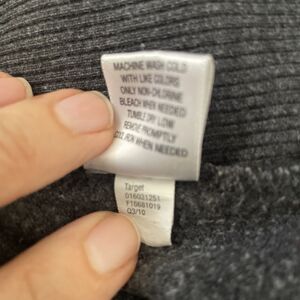 MACHINE WASH COLD
WITH LIKE COLORS
ONLY NON-CHLORINE
BLEACH WHEN NEEDED
TUMBLE DRY LOW
REMOVE PROMPTLY
COOL IRON WHEN NEEDED
Target
016031251
F10681019
Q3/10